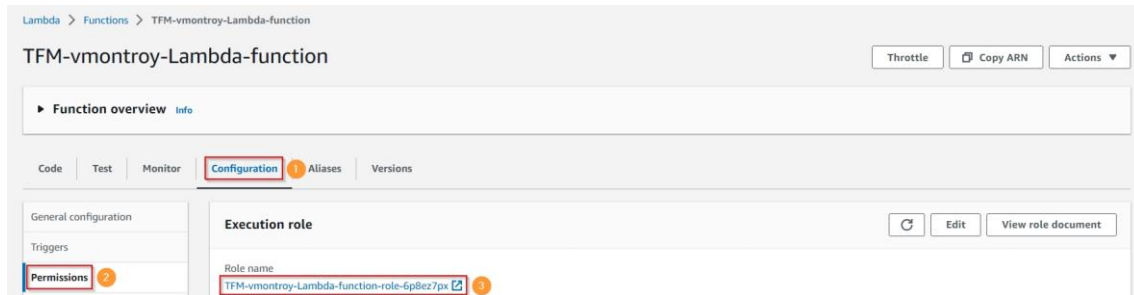 Lambda > Functions > TFM-vmontroy-Lambda-function
TFM-vmontroy-Lambda-function
Throttle Copy ARN Actions ▼
▶ Function overview Info
Code Test Monitor Configuration 1 Aliases Versions
General configuration
Execution role
Edit View role document
Triggers
Role name
Permissions 2
TFM-vmontroy-Lambda-function-role-6p8ez7px 3